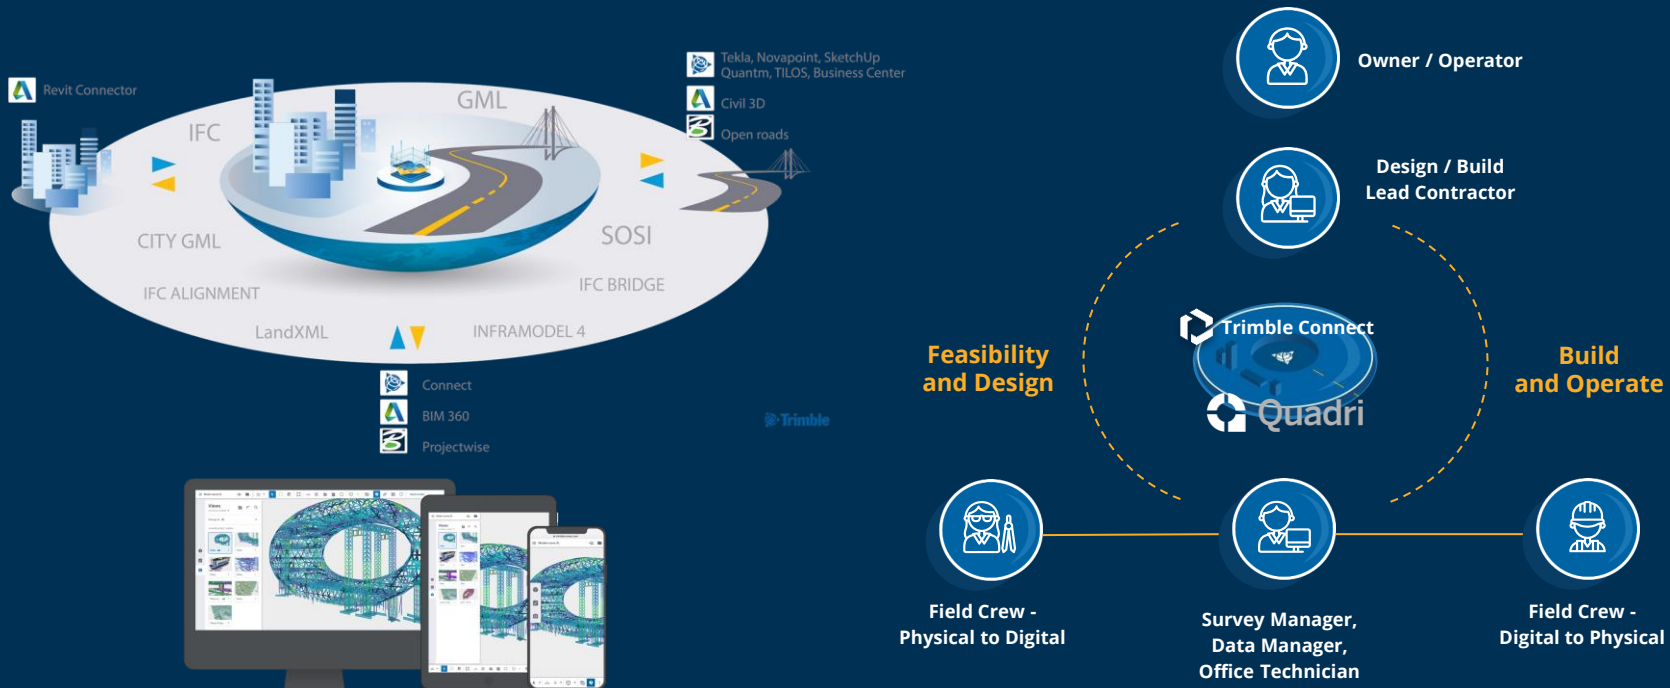 Revit Connector
Tekla, Novapoint, SketchUp
Quantm, TILOS, Business Center
Civil 3D
Open roads
GML
IFC
CITY GML
SOSI
IFC ALIGNMENT
IFC BRIDGE
LandXML
INFRAMODEL 4
Connect
BIM 360
Projectwise
Trimble
Views
Views
Owner / Operator
Design / Build
Lead Contractor
Trimble Connect
Quadri
Feasibility
and Design
Build
and Operate
Field Crew -
Physical to Digital
Survey Manager,
Data Manager,
Office Technician
Field Crew -
Digital to Physical